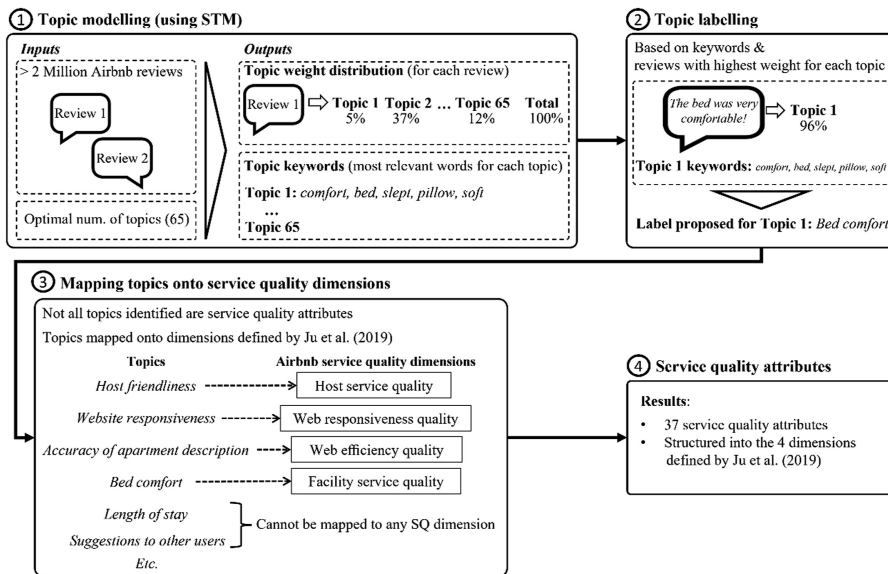 1 Topic modelling (using STM)
Inputs
> 2 Million Airbnb reviews
Review 1
Review 2
Optimal num. of topics (65)
Outputs
Topic weight distribution (for each review)
Review 1
Topic 1 Topic 2 … Topic 65 Total
5% 37% 12% 100%
Topic keywords (most relevant words for each topic)
Topic 1: comfort, bed, slept, pillow, soft
…
Topic 65
2 Topic labelling
Based on keywords &
reviews with highest weight for each topic
The bed was very
comfortable!
Topic 1
96%
Topic 1 keywords: comfort, bed, slept, pillow, soft
Label proposed for Topic 1: Bed comfort
3 Mapping topics onto service quality dimensions
Not all topics identified are service quality attributes
Topics mapped onto dimensions defined by Ju et al. (2019)
Topics Airbnb service quality dimensions
Host friendliness Host service quality
Website responsiveness Web responsiveness quality
Accuracy of apartment description Web efficiency quality
Bed comfort Facility service quality
Length of stay
Cannot be mapped to any SQ dimension
Suggestions to other users
Etc.
4 Service quality attributes
Results:
• 37 service quality attributes
• Structured into the 4 dimensions
defined by Ju et al. (2019)